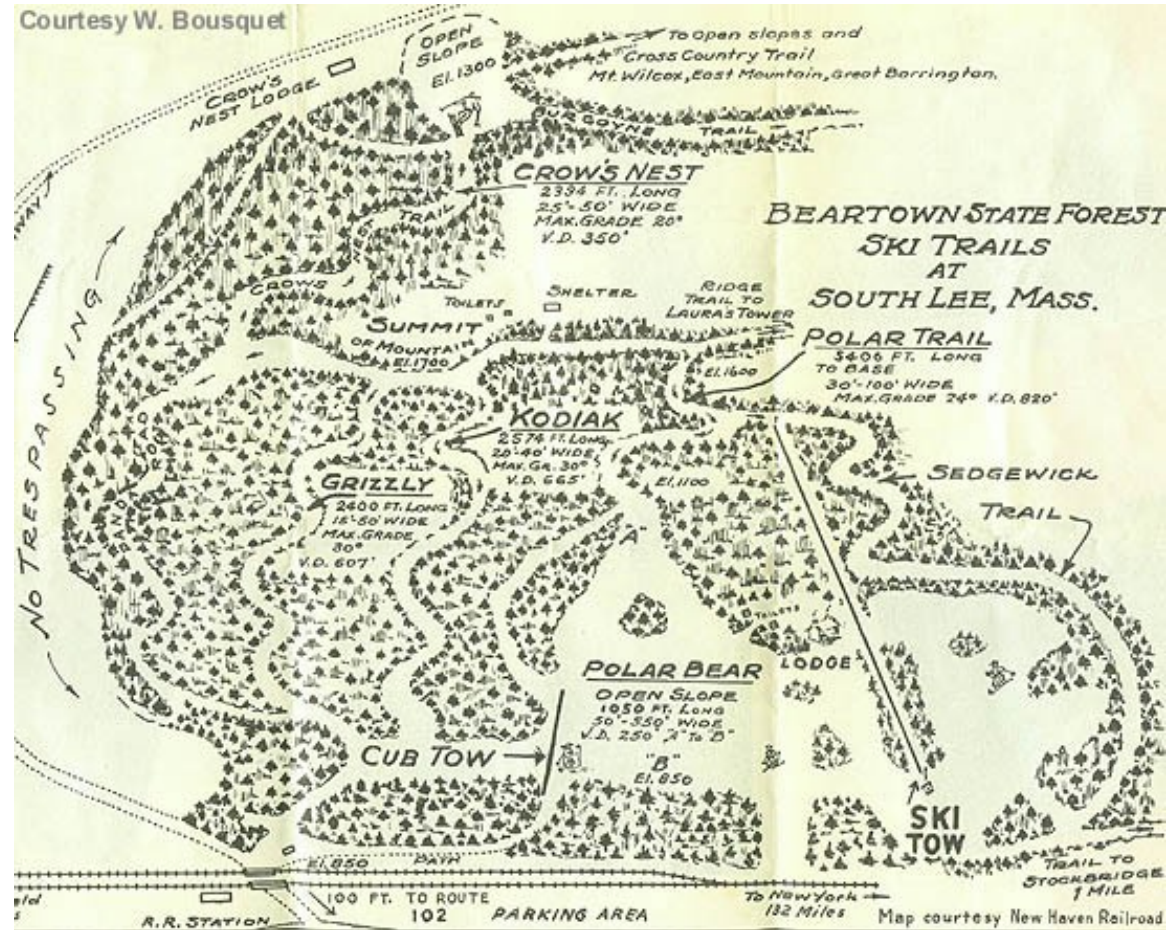 Courtesy W. Bousquet
OPEN
SLOPE
El. 1300
To Open slopes and
Cross Country Trail
Mt. Wilcox, East Mountain, Great Barrington.
CROW'S
NEST LODGE
BURGOYNE TRAIL
CROW'S NEST
2394 FT. LONG
25'-50' WIDE
MAX. GRADE 20°
V.D. 350'
BEARTOWN STATE FOREST
SKI TRAILS
AT
SOUTH LEE, MASS.
CROWS NEST TRAIL
TOILETS
SHELTER
RIDGE
TRAIL TO
LAURA'S TOWER
SUMMIT
OF MOUNTAIN
El. 1700
POLAR TRAIL
5406 FT. LONG
TO BASE
30'-100' WIDE
MAX. GRADE 24° V.D. 820'
El. 1600
NO TRESPASSING
ROAD
KODIAK
2574 FT. LONG
25'-40' WIDE
MAX. GR. 30°
V.D. 665'
GRIZZLY
2400 FT. LONG
15'-50' WIDE
MAX. GRADE
30°
V.D. 607'
El. 1100
"A"
SEDGEWICK
TRAIL
TOILETS
LODGE
POLAR BEAR
OPEN SLOPE
1050 FT. LONG
50'-550' WIDE
V.D. 250' "A" TO "B"
CUB TOW
"B"
El. 850
SKI
TOW
El. 850
PATH
TRAIL TO
STOCKBRIDGE
1 MILE
100 FT. TO ROUTE
102
PARKING AREA
To New York
132 Miles
R.R. STATION
Map courtesy New Haven Railroad